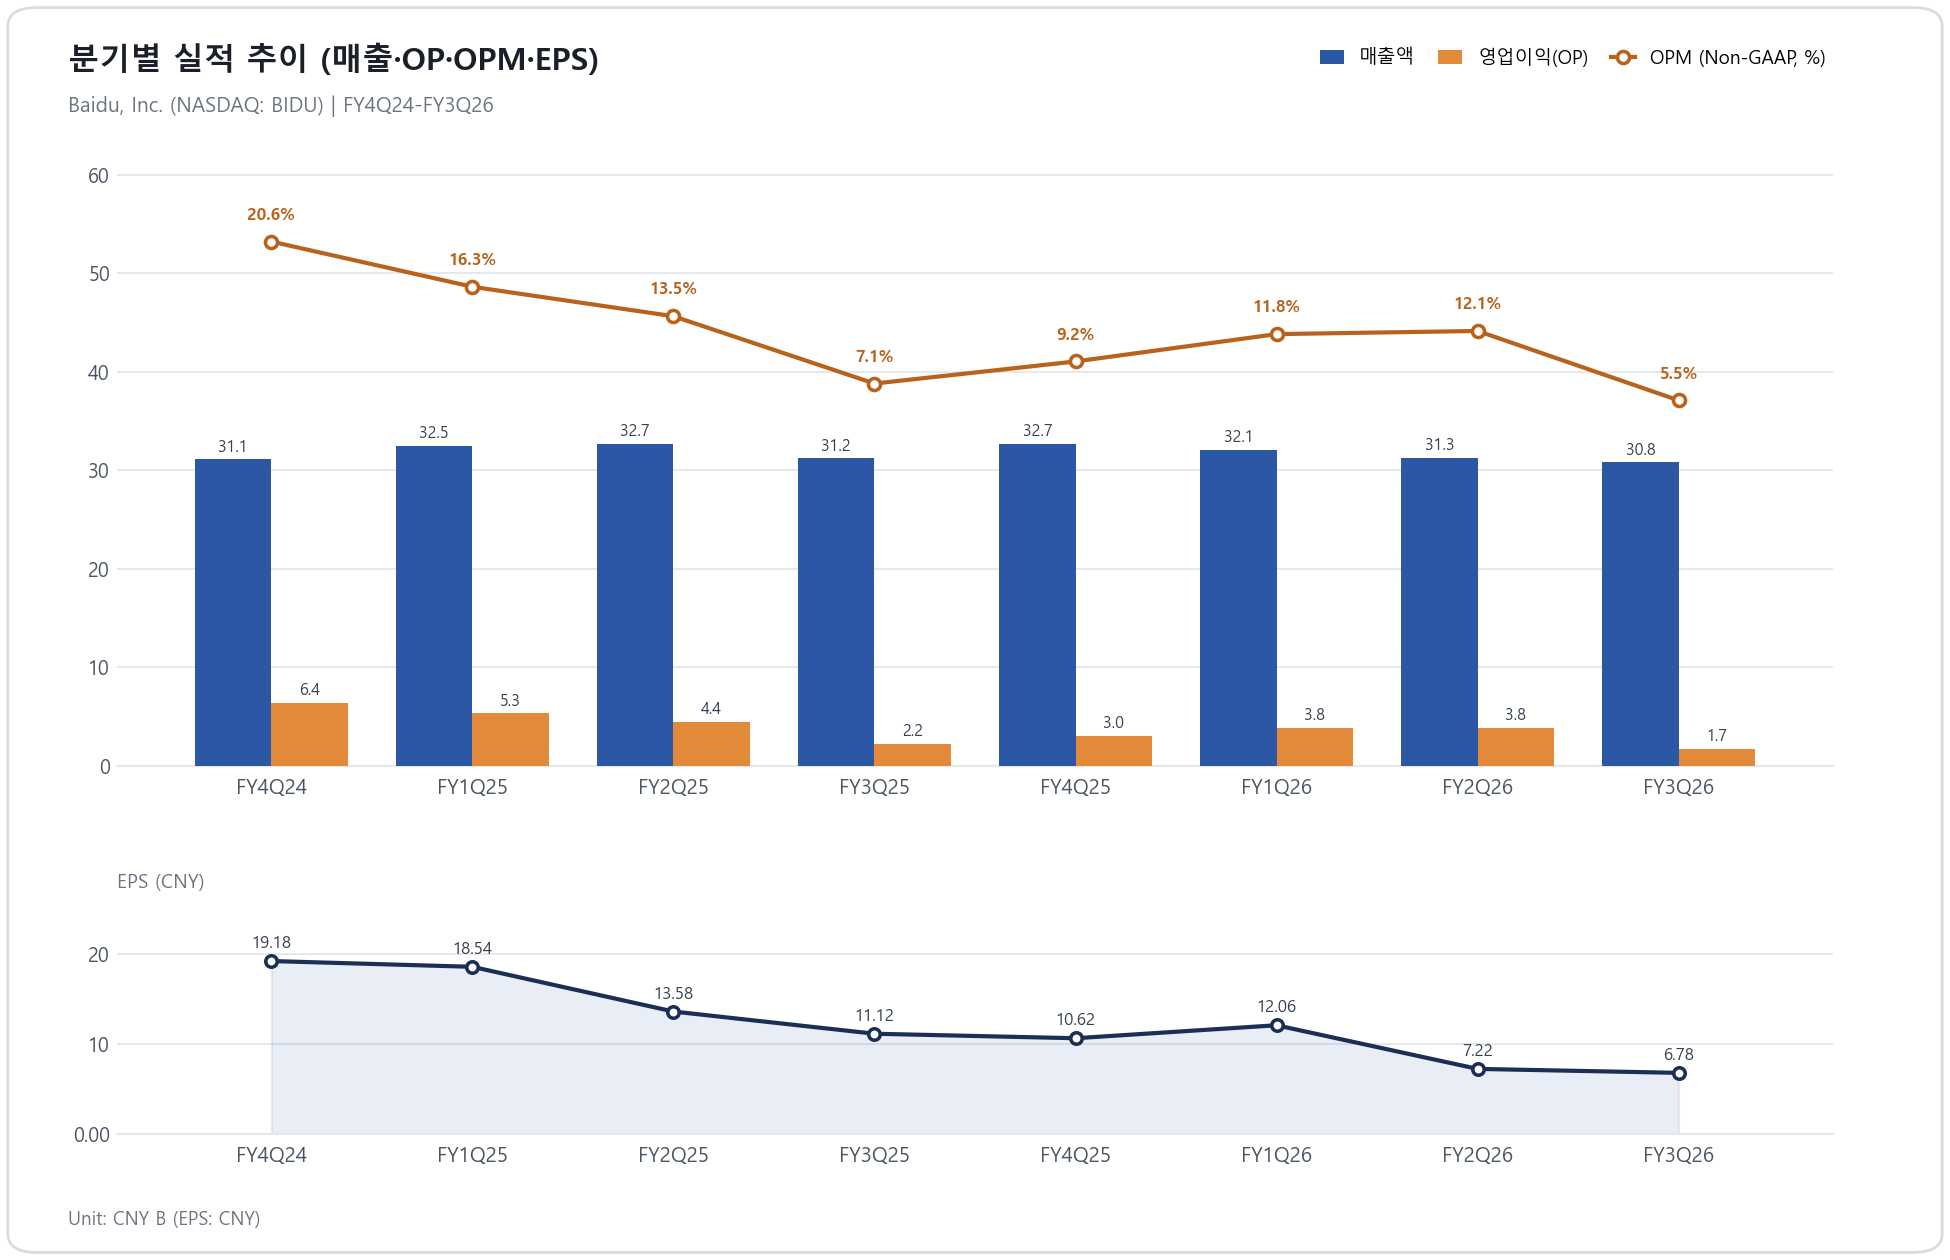 분기별 실적 추이 (매출·OP·OPM·EPS)
매출액 영업이익(OP) OPM (Non-GAAP, %)
Baidu, Inc. (NASDAQ: BIDU) | FY4Q24-FY3Q26
60
50
40
30
20
10
0
20.6% 16.3% 13.5% 7.1% 9.2% 11.8% 12.1% 5.5%
31.1 32.5 32.7 31.2 32.7 32.1 31.3 30.8
6.4 5.3 4.4 2.2 3.0 3.8 3.8 1.7
FY4Q24 FY1Q25 FY2Q25 FY3Q25 FY4Q25 FY1Q26 FY2Q26 FY3Q26
EPS (CNY)
20
10
0.00
19.18 18.54 13.58 11.12 10.62 12.06 7.22 6.78
FY4Q24 FY1Q25 FY2Q25 FY3Q25 FY4Q25 FY1Q26 FY2Q26 FY3Q26
Unit: CNY B (EPS: CNY)